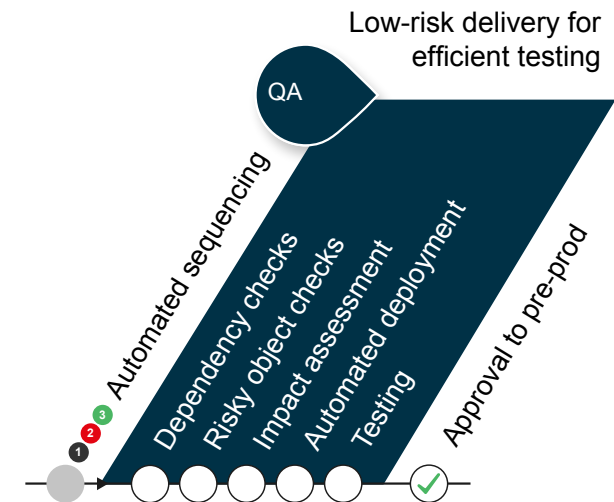 Low-risk delivery for
efficient testing
QA
Automated sequencing
Dependency checks
Risky object checks
Impact assessment
Automated deployment
Testing
Approval to pre-prod
3
2
1